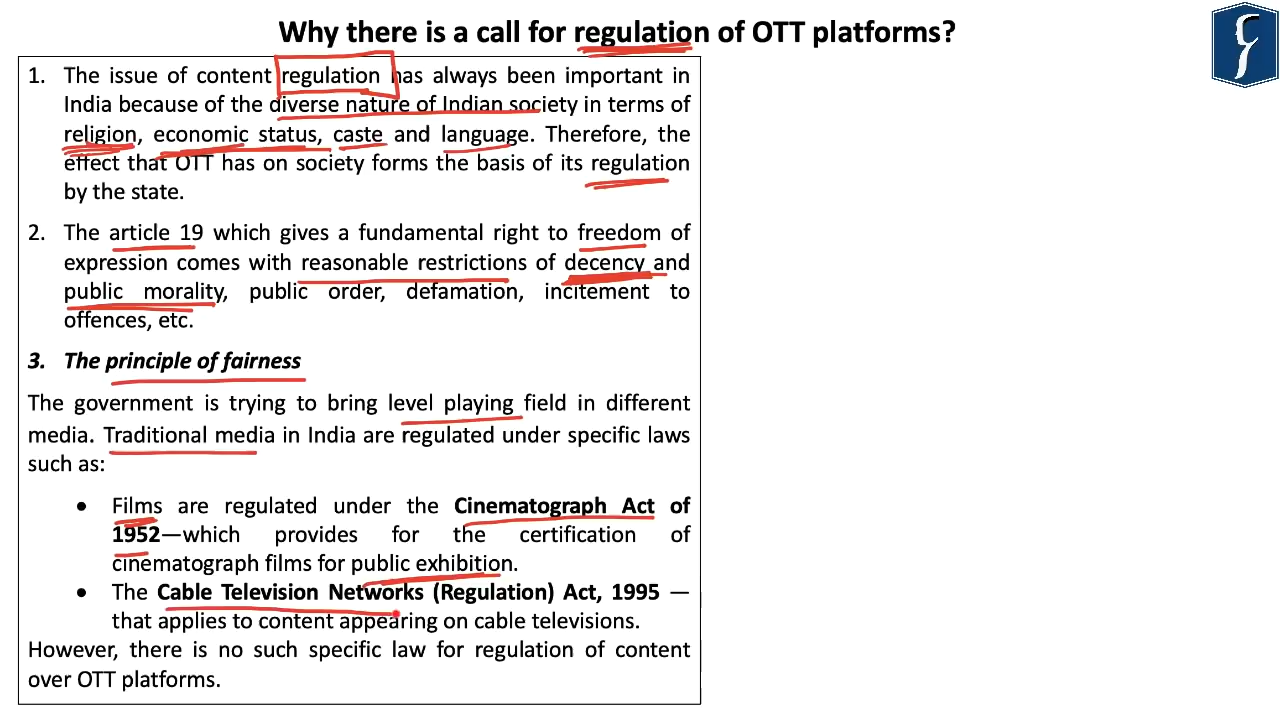 Why there is a call for regulation of OTT platforms?
1. The issue of content regulation has always been important in
India because of the diverse nature of Indian society in terms of
religion, economic status, caste and language. Therefore, the
effect that OTT has on society forms the basis of its regulation
by the state.
2. The article 19 which gives a fundamental right to freedom of
expression comes with reasonable restrictions of decency and
public morality, public order, defamation, incitement to
offences, etc.
3. The principle of fairness
The government is trying to bring level playing field in different
media. Traditional media in India are regulated under specific laws
such as:
• Films are regulated under the Cinematograph Act of
1952—which provides for the certification of
cinematograph films for public exhibition.
• The Cable Television Networks (Regulation) Act, 1995 —
that applies to content appearing on cable televisions.
However, there is no such specific law for regulation of content
over OTT platforms.